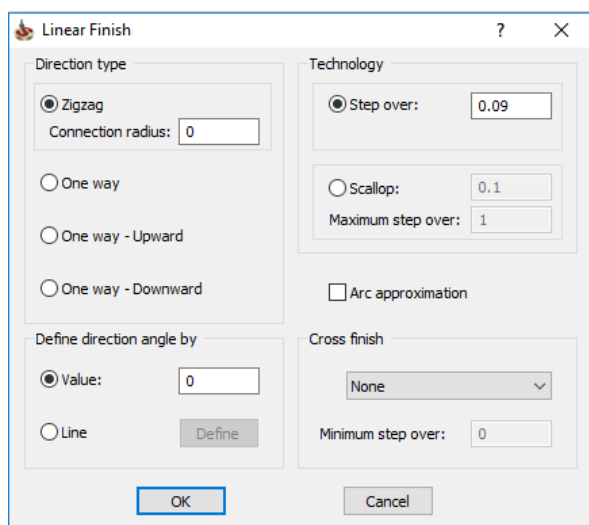 Linear Finish
Direction type
Zigzag
Connection radius: 0
One way
One way - Upward
One way - Downward
Technology
Step over: 0.09
Scallop: 0.1
Maximum step over: 1
Arc approximation
Define direction angle by
Value: 0
Line Define
Cross finish
None
Minimum step over: 0
OK Cancel